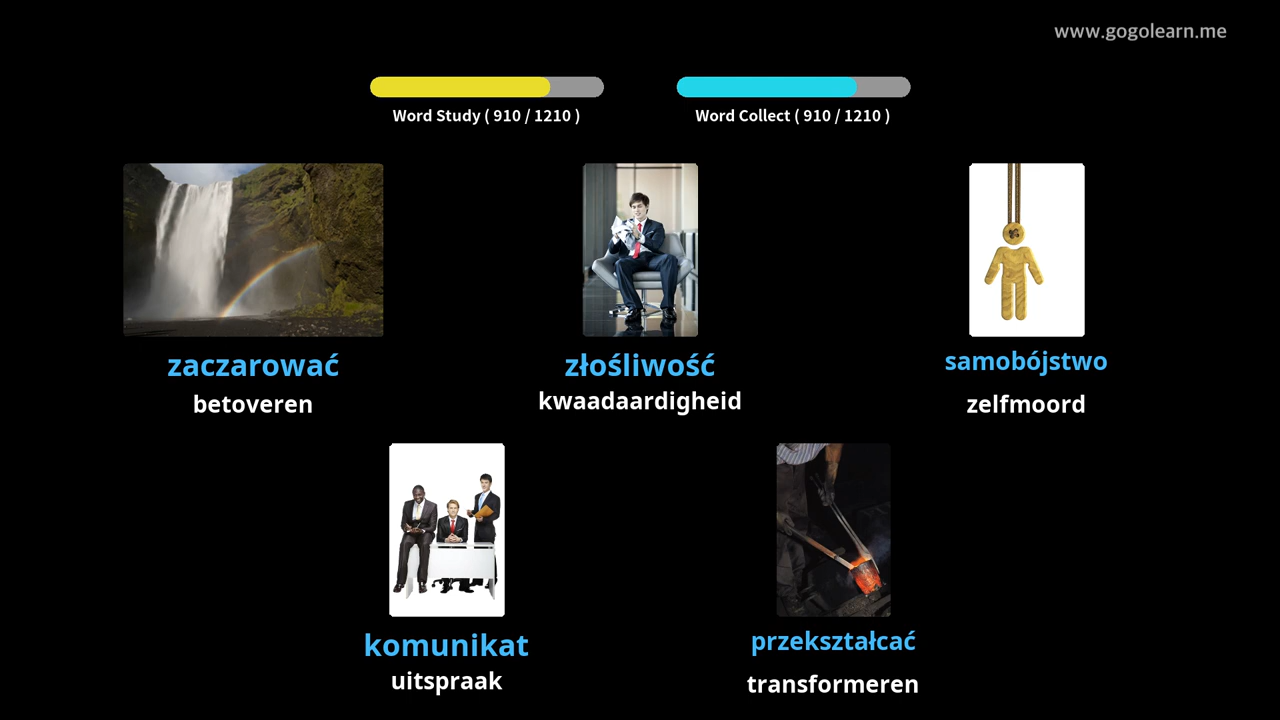 www.gogolearn.me
Word Study ( 910 / 1210 )
Word Collect ( 910 / 1210 )
zaczarować
betoveren
złośliwość
kwaadaardigheid
samobójstwo
zelfmoord
komunikat
uitspraak
przekształcać
transformeren